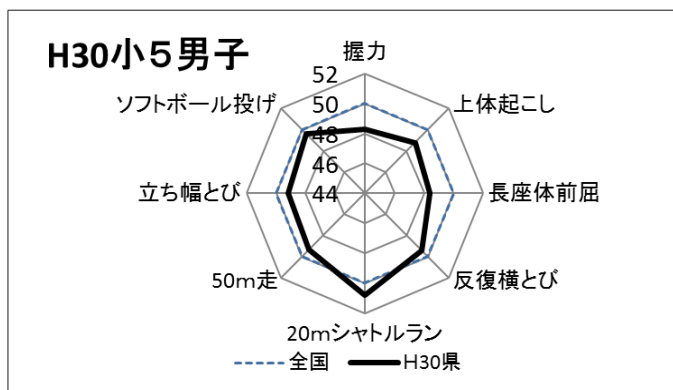 H30小５男子
握力
52
50
48
46
44
上体起こし
長座体前屈
反復横とび
20mシャトルラン
50m走
立ち幅とび
ソフトボール投げ
全国
H30県